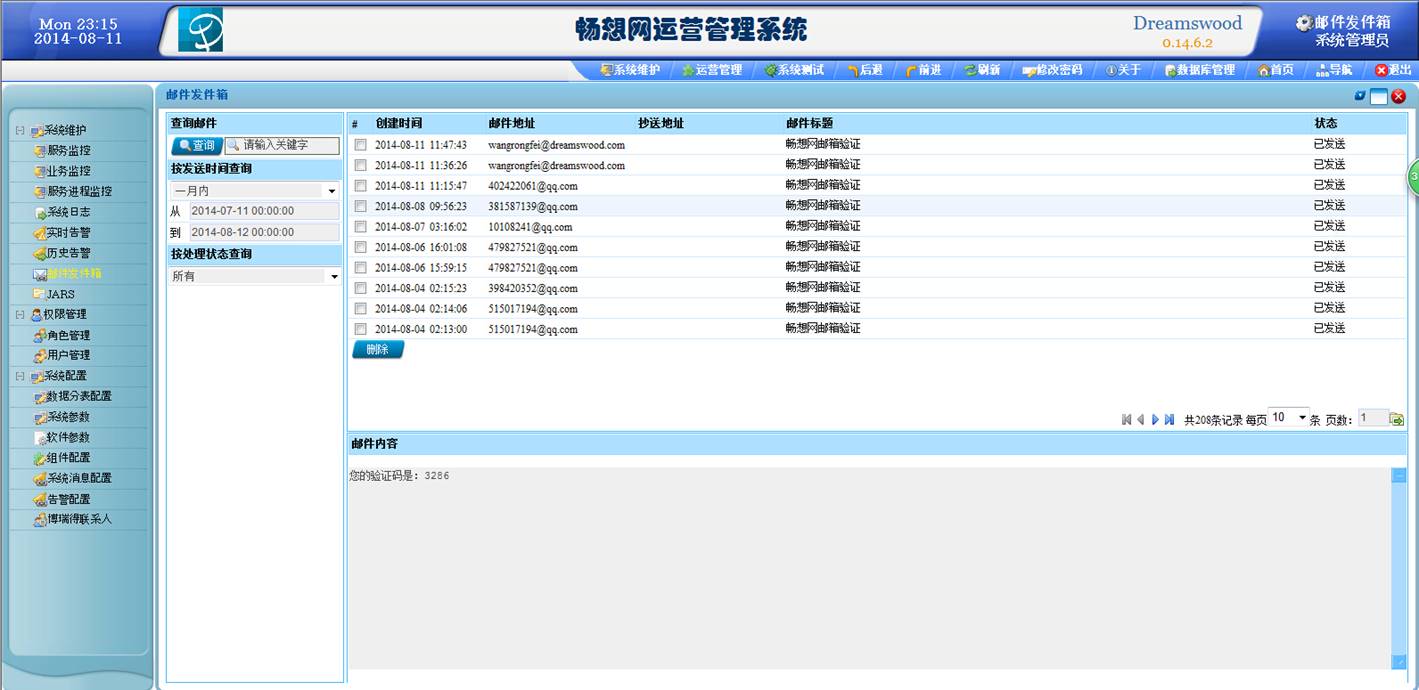 Mon 23:15
2014-08-11
畅想网运营管理系统
Dreamswood
0.14.6.2
邮件发件箱
系统管理员
系统维护 运营管理 系统测试 后退 前进 刷新 修改密码 关于 数据库管理 首页 导航 退出
系统维护
服务监控
业务监控
服务进程监控
系统日志
实时告警
历史告警
邮件发件箱
JARS
权限管理
角色管理
用户管理
系统配置
数据分表配置
系统参数
软件参数
组件配置
系统消息配置
告警配置
博瑞得联系人
邮件发件箱
查询邮件
查询 请输入关键字
按发送时间查询
一月内
从 2014-07-11 00:00:00
到 2014-08-12 00:00:00
按处理状态查询
所有
# 创建时间 邮件地址 抄送地址 邮件标题 状态
2014-08-11 11:47:43 wangrongfei@dreamswood.com 畅想网邮箱验证 已发送
2014-08-11 11:36:26 wangrongfei@dreamswood.com 畅想网邮箱验证 已发送
2014-08-11 11:15:47 402422061@qq.com 畅想网邮箱验证 已发送
2014-08-08 09:56:23 381587139@qq.com 畅想网邮箱验证 已发送
2014-08-07 03:16:02 10108241@qq.com 畅想网邮箱验证 已发送
2014-08-06 16:01:08 479827521@qq.com 畅想网邮箱验证 已发送
2014-08-06 15:59:15 479827521@qq.com 畅想网邮箱验证 已发送
2014-08-04 02:15:23 398420352@qq.com 畅想网邮箱验证 已发送
2014-08-04 02:14:06 515017194@qq.com 畅想网邮箱验证 已发送
2014-08-04 02:13:00 515017194@qq.com 畅想网邮箱验证 已发送
删除
共208条记录 每页 10 条 页数： 1
邮件内容
您的验证码是：3286
3